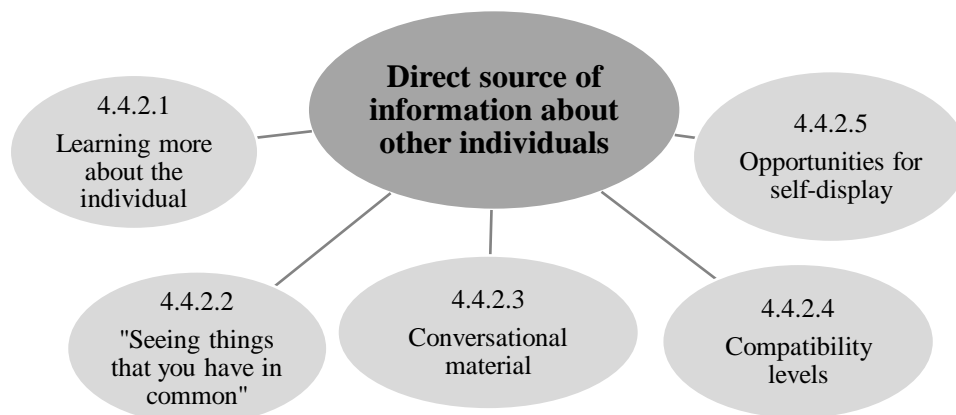 Direct source of
information about
other individuals
4.4.2.1
Learning more
about the
individual
4.4.2.2
"Seeing things
that you have in
common"
4.4.2.3
Conversational
material
4.4.2.4
Compatibility
levels
4.4.2.5
Opportunities for
self-display